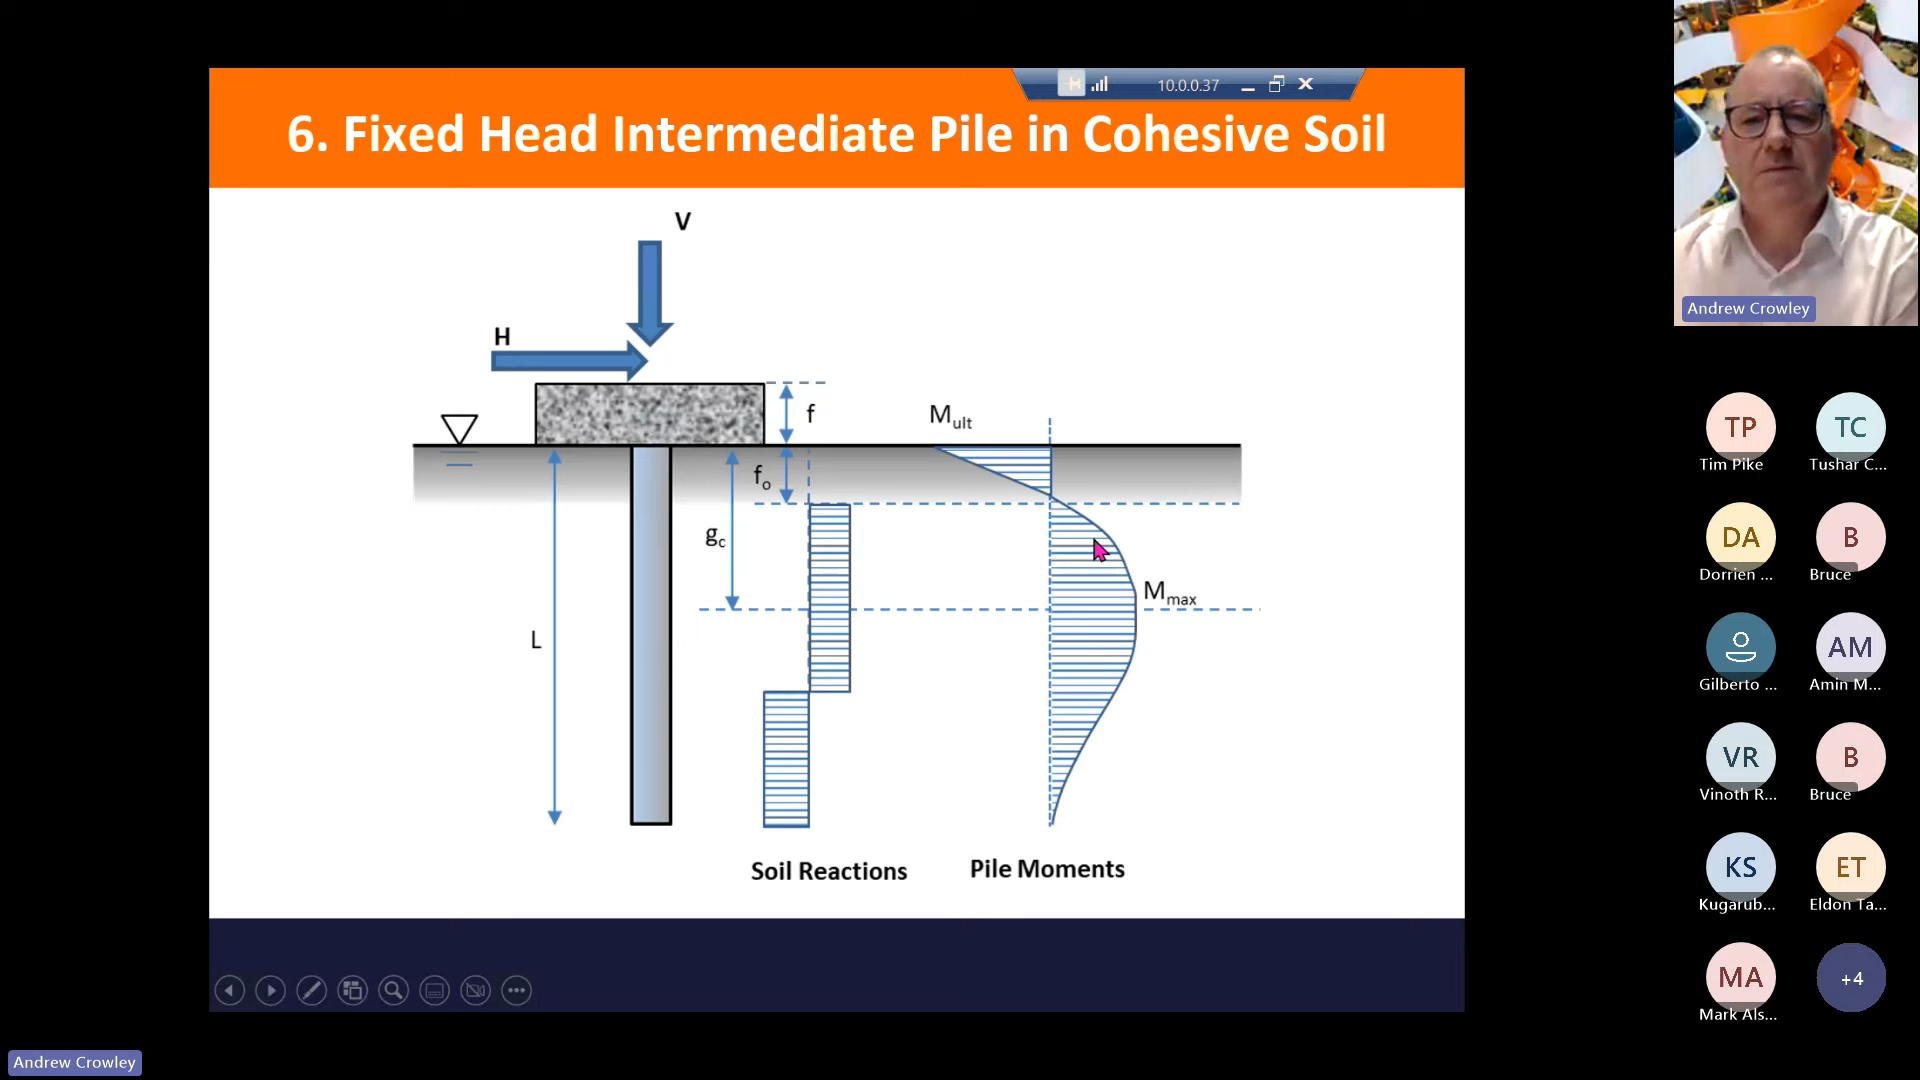 10.0.0.37
6. Fixed Head Intermediate Pile in Cohesive Soil
V
H
f
Mult
fo
gc
Mmax
L
Soil Reactions
Pile Moments
Andrew Crowley
TP
Tim Pike
TC
Tushar C...
DA
Dorrien ...
B
Bruce
Gilberto ...
AM
Amin M...
VR
Vinoth R...
B
Bruce
KS
Kugarub...
ET
Eldon Ta...
MA
Mark Als...
+4
Andrew Crowley